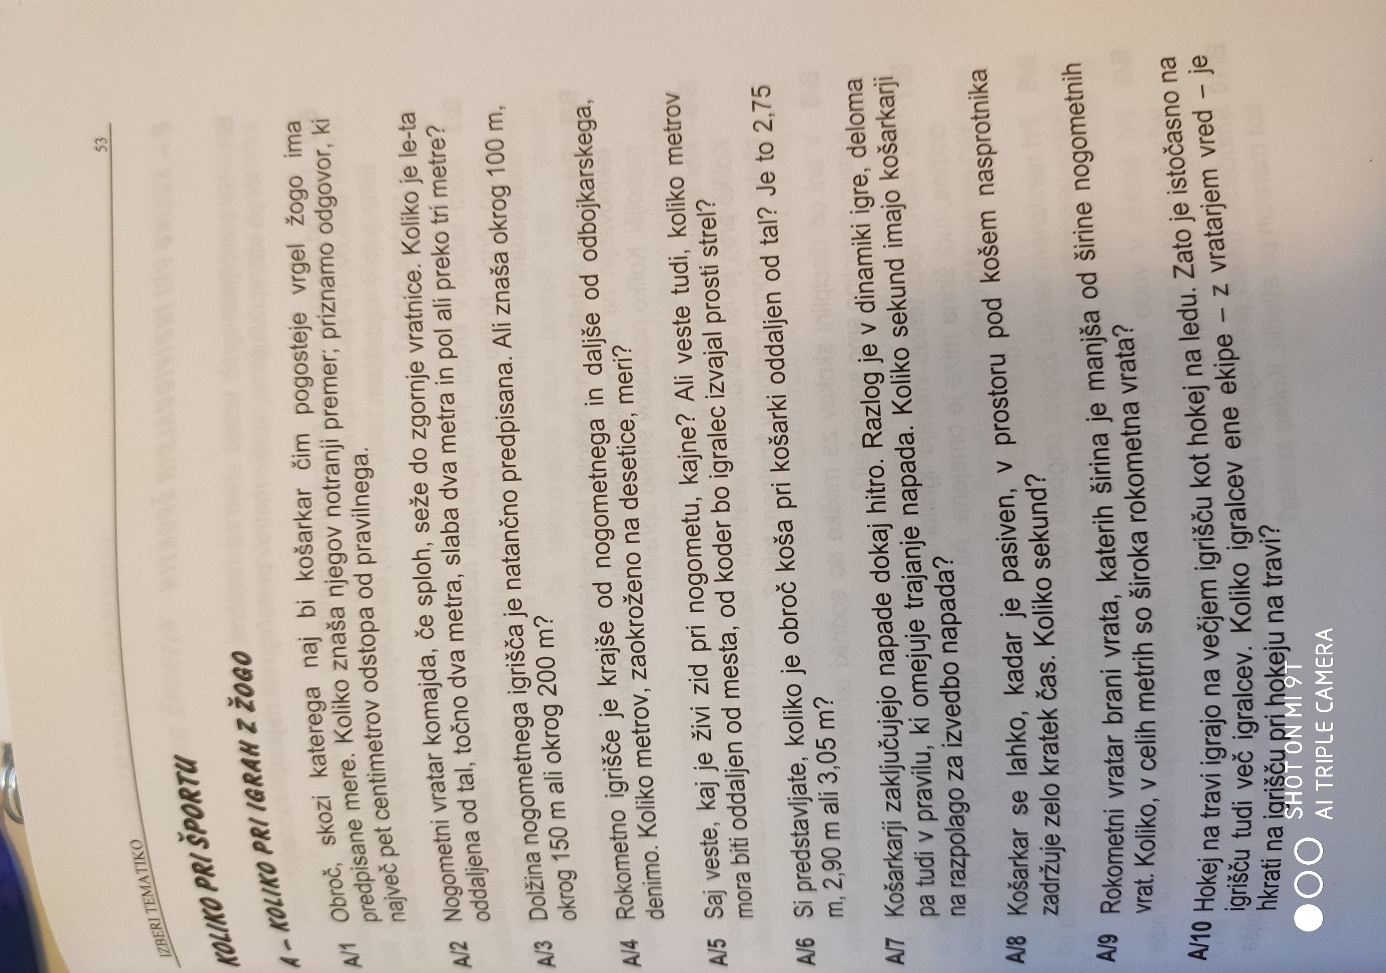 53
IZBERI TEMATIKO
KOLIKO PRI ŠPORTU
A – KOLIKO PRI IGRAH Z ŽOGO
A/1 Obroč, skozi katerega naj bi košarkar čim pogosteje vrgel žogo ima
predpisane mere. Koliko znaša njegov notranji premer; priznamo odgovor, ki
največ pet centimetrov odstopa od pravilnega.
A/2 Nogometni vratar komajda, če sploh, seže do zgornje vratnice. Koliko je le-ta
oddaljena od tal, točno dva metra, slaba dva metra in pol ali preko tri metre?
A/3 Dolžina nogometnega igrišča je natančno predpisana. Ali znaša okrog 100 m,
okrog 150 m ali okrog 200 m?
A/4 Rokometno igrišče je krajše od nogometnega in daljše od odbojkarskega,
denimo. Koliko metrov, zaokroženo na desetice, meri?
A/5 Saj veste, kaj je živi zid pri nogometu, kajne? Ali veste tudi, koliko metrov
mora biti oddaljen od mesta, od koder bo igralec izvajal prosti strel?
A/6 Si predstavljate, koliko je obroč koša pri košarki oddaljen od tal? Je to 2,75
m, 2,90 m ali 3,05 m?
A/7 Košarkarji zaključujejo napade dokaj hitro. Razlog je v dinamiki igre, deloma
pa tudi v pravilu, ki omejuje trajanje napada. Koliko sekund imajo košarkarji
na razpolago za izvedbo napada?
A/8 Košarkar se lahko, kadar je pasiven, v prostoru pod košem nasprotnika
zadržuje zelo kratek čas. Koliko sekund?
A/9 Rokometni vratar brani vrata, katerih širina je manjša od širine nogometnih
vrat. Koliko, v celih metrih so široka rokometna vrata?
A/10 Hokej na travi igrajo na večjem igrišču kot hokej na ledu. Zato je istočasno na
igrišču tudi več igralcev. Koliko igralcev ene ekipe – z vratarjem vred – je
hkrati na igrišču pri hokeju na travi?
SHOT ON MI 9T
AI TRIPLE CAMERA